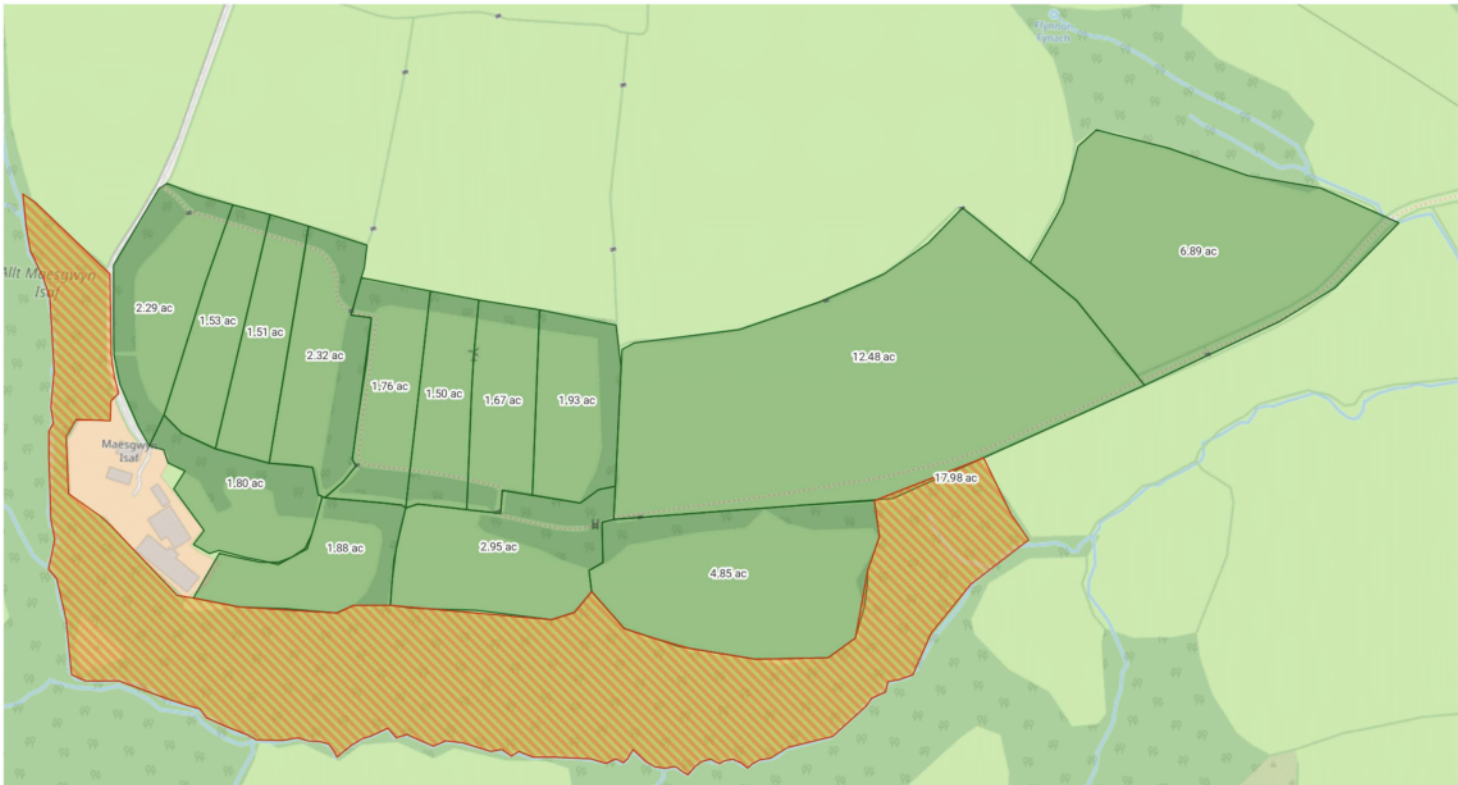 Ffynnon
Fynach
6.89 ac
Allt Maesgwyn
Isaf
2.29 ac
1.53 ac
1.51 ac
2.32 ac
12.48 ac
1.76 ac
1.50 ac
1.67 ac
1.93 ac
Maesgwyn
Isaf
17.98 ac
1.80 ac
1.88 ac
2.95 ac
4.85 ac